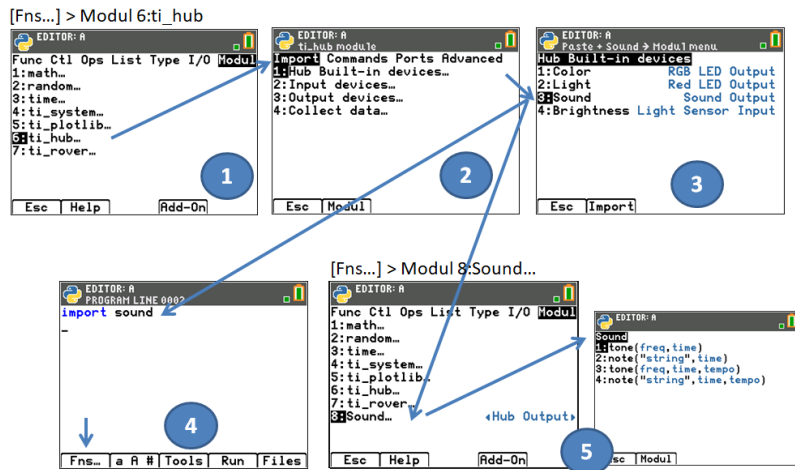 [Fns...] > Modul 6:ti_hub
EDITOR: A
Func Ctl Ops List Type I/O Modul
1:math…
2:random…
3:time…
4:ti_system…
5:ti_plotlib…
6:ti_hub…
7:ti_rover…
1
Esc Help Add-On
EDITOR: A
ti_hub module
Import Commands Ports Advanced
1:Hub Built-in devices…
2:Input devices…
3:Output devices…
4:Collect data…
2
Esc Modul
EDITOR: A
Paste + Sound → Modul menu
Hub Built-in devices
1:Color RGB LED Output
2:Light Red LED Output
3:Sound Sound Output
4:Brightness Light Sensor Input
3
Esc Import
EDITOR: A
PROGRAM LINE 0002
import sound
_
4
Fns… a A # Tools Run Files
[Fns...] > Modul 8:Sound...
EDITOR: A
Func Ctl Ops List Type I/O Modul
1:math…
2:random…
3:time…
4:ti_system…
5:ti_plotlib…
6:ti_hub…
7:ti_rover…
8:Sound… ◂Hub Output▸
Esc Help Add-On
5
EDITOR: A
Sound
1:tone(freq,time)
2:note("string",time)
3:tone(freq,time,tempo)
4:note("string",time,tempo)
Modul